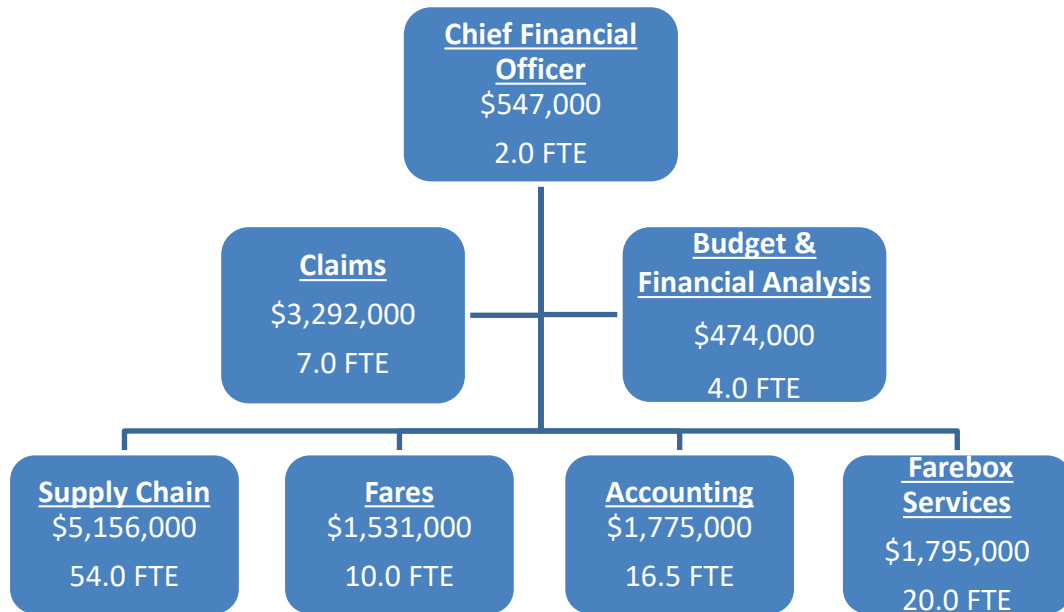 Chief Financial
Officer
$547,000
2.0 FTE
Claims
$3,292,000
7.0 FTE
Budget &
Financial Analysis
$474,000
4.0 FTE
Supply Chain
$5,156,000
54.0 FTE
Fares
$1,531,000
10.0 FTE
Accounting
$1,775,000
16.5 FTE
Farebox
Services
$1,795,000
20.0 FTE